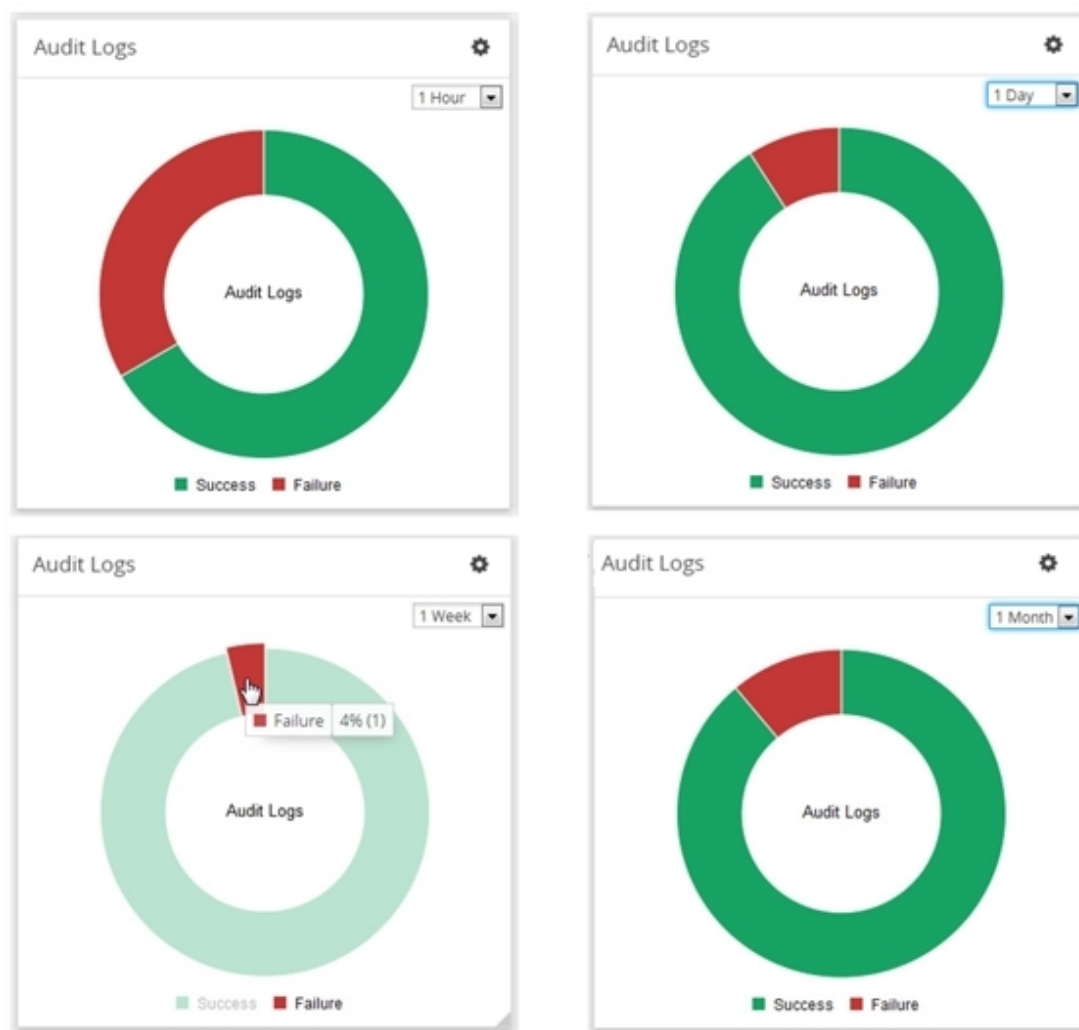 Audit Logs
1 Hour
Audit Logs
Success Failure
Audit Logs
1 Day
Audit Logs
Success Failure
Audit Logs
1 Week
Failure 4% (1)
Audit Logs
Success Failure
Audit Logs
1 Month
Audit Logs
Success Failure